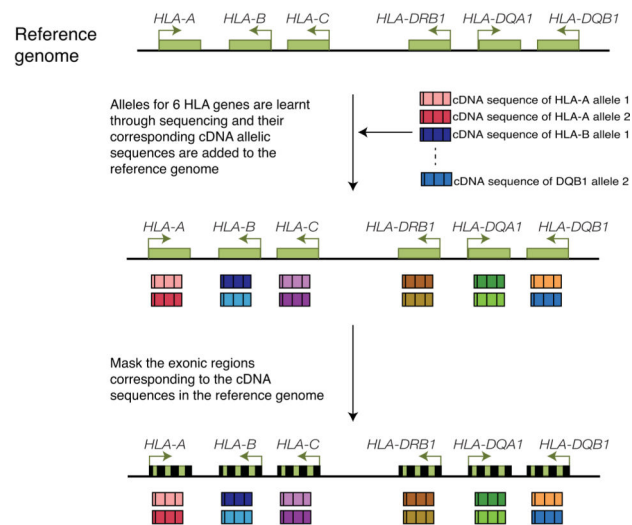 HLA-A HLA-B HLA-C HLA-DRB1 HLA-DQA1 HLA-DQB1
Reference
genome
Alleles for 6 HLA genes are learnt
through sequencing and their
corresponding cDNA allelic
sequences are added to the
reference genome
cDNA sequence of HLA-A allele 1
cDNA sequence of HLA-A allele 2
cDNA sequence of HLA-B allele 1
cDNA sequence of DQB1 allele 2
HLA-A HLA-B HLA-C HLA-DRB1 HLA-DQA1 HLA-DQB1
Mask the exonic regions
corresponding to the cDNA
sequences in the reference genome
HLA-A HLA-B HLA-C HLA-DRB1 HLA-DQA1 HLA-DQB1